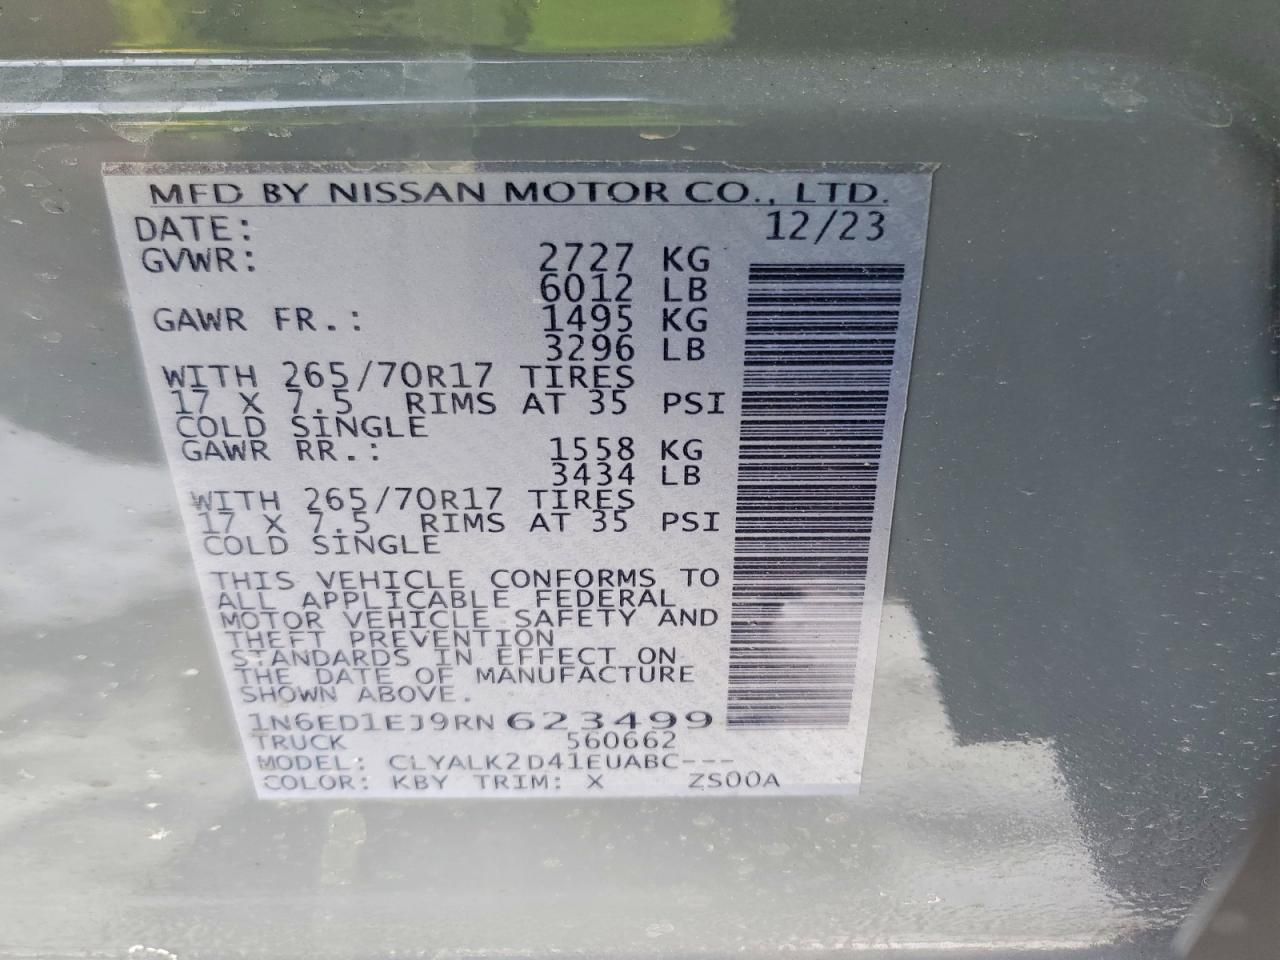 MFD BY NISSAN MOTOR CO., LTD.
DATE: 12/23
GVWR: 2727 KG
6012 LB
GAWR FR.: 1495 KG
3296 LB
WITH 265/70R17 TIRES
17 X 7.5 RIMS AT 35 PSI
COLD SINGLE
GAWR RR.: 1558 KG
3434 LB
WITH 265/70R17 TIRES
17 X 7.5 RIMS AT 35 PSI
COLD SINGLE
THIS VEHICLE CONFORMS TO
ALL APPLICABLE FEDERAL
MOTOR VEHICLE SAFETY AND
THEFT PREVENTION
STANDARDS IN EFFECT ON
THE DATE OF MANUFACTURE
SHOWN ABOVE.
1N6ED1EJ9RN623499
TRUCK 560662
MODEL: CLYALK2D41EUABC---
COLOR: KBY TRIM: X ZS00A